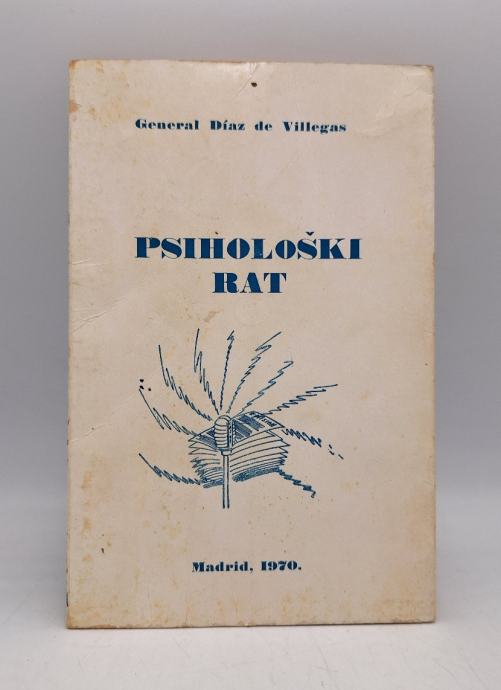 General Díaz de Villegas
PSIHOLOŠKI
RAT
Madrid, 1970.